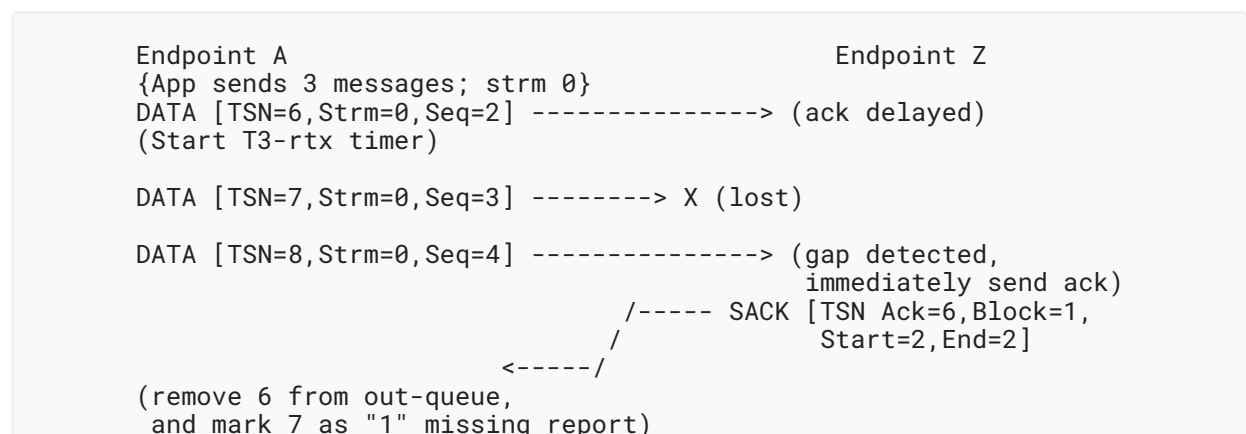 Endpoint A                                    Endpoint Z
{App sends 3 messages; strm 0}
DATA [TSN=6,Strm=0,Seq=2] ---------------> (ack delayed)
(Start T3-rtx timer)

DATA [TSN=7,Strm=0,Seq=3] --------> X (lost)

DATA [TSN=8,Strm=0,Seq=4] ---------------> (gap detected,
                                            immediately send ack)
                                /----- SACK [TSN Ack=6,Block=1,
                               /             Start=2,End=2]
                        <-----/
(remove 6 from out-queue,
 and mark 7 as "1" missing report)